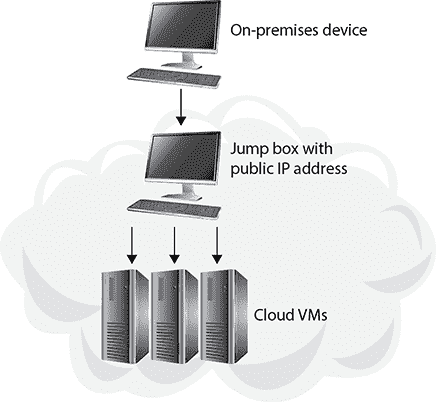 On-premises device
Jump box with
public IP address
Cloud VMs